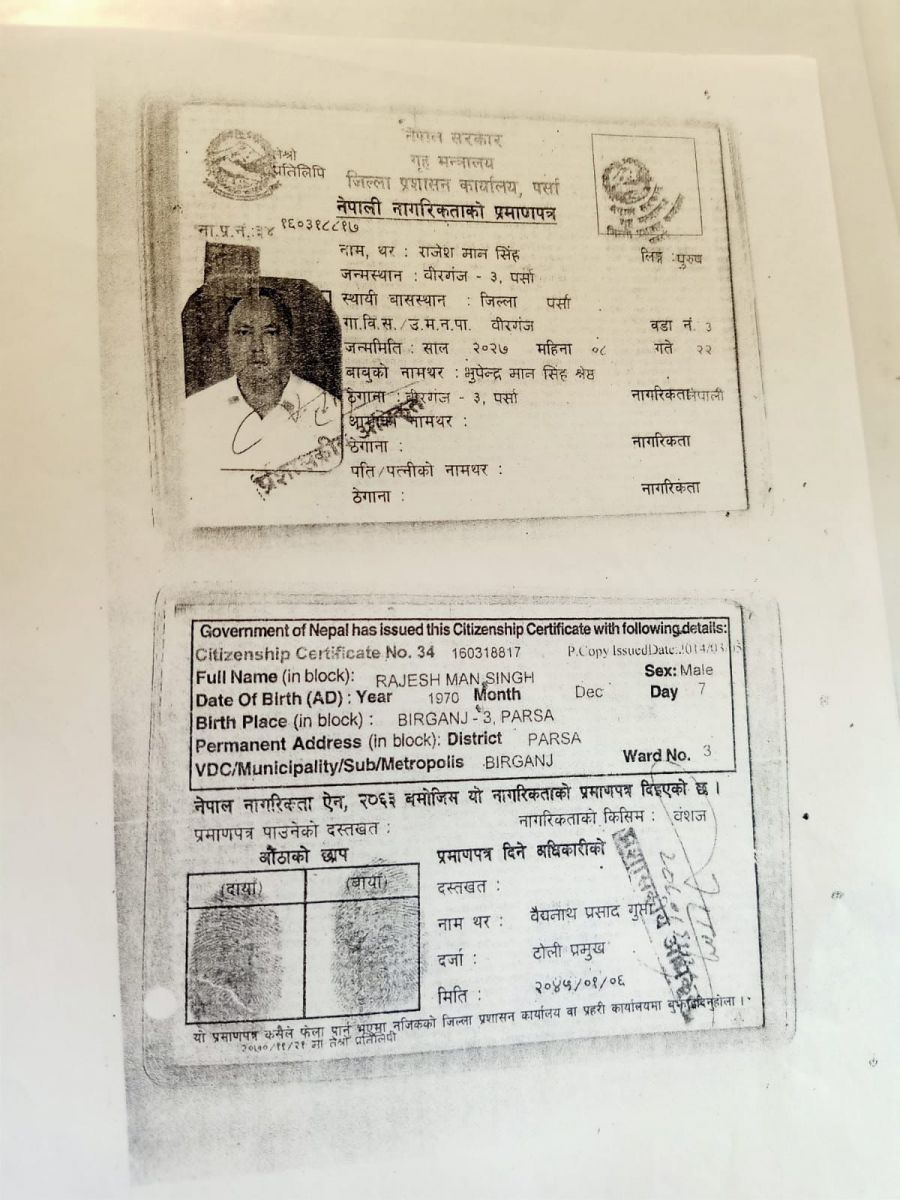 नेपाल सरकार
गृह मन्त्रालय
तेश्रो
प्रतिलिपि
जिल्ला प्रशासन कार्यालय, पर्सा
नेपाली नागरिकताको प्रमाणपत्र
ना.प्र.नं.:३४ १६०३१८८१७
नाम, थर : राजेश मान सिंह लिङ्ग :पुरुष
जन्मस्थान : वीरगंज - ३, पर्सा
स्थायी बासस्थान : जिल्ला पर्सा
गा.वि.स./उ.म.न.पा. वीरगंज वडा नं. 3
जन्ममिति : साल २०२७ महिना ०८ गते २२
बाबुको नामथर : भुपेन्द्र मान सिंह श्रेष्ठ
ठेगाना : वीरगंज - ३, पर्सा नागरिकता नेपाली
आमाको नामथर :
ठेगाना : नागरिकता
पति/पत्नीको नामथर :
ठेगाना : नागरिकता
Government of Nepal has issued this Citizenship Certificate with following details:
Citizenship Certificate No. 34 160318817 P.Copy IssuedDate:2014/03/
Full Name (in block): RAJESH MAN SINGH Sex: Male
Date Of Birth (AD) : Year 1970 Month Dec Day 7
Birth Place (in block) : BIRGANJ - 3, PARSA
Permanent Address (in block): District PARSA
VDC/Municipality/Sub/Metropolis BIRGANJ Ward No. 3
नेपाल नागरिकता ऐन, २०६३ बमोजिम यो नागरिकताको प्रमाणपत्र दिइएको छ ।
प्रमाणपत्र पाउनेको दस्तखत : नागरिकताको किसिम : वंशज
औंठाको छाप
(दायाँ) (बायाँ)
प्रमाणपत्र दिने अधिकारीको
दस्तखत :
नाम थर : वैद्यनाथ प्रसाद गुप्ता
दर्जा : टोली प्रमुख
मिति : २०४५/०१/०६
यो प्रमाणपत्र कसैले फेला पारे भएमा नजिकको जिल्ला प्रशासन कार्यालय वा प्रहरी कार्यालयमा बुझाइदिनुहोला ।
२०७०/११/२१ मा तेश्रो प्रतिलिपी